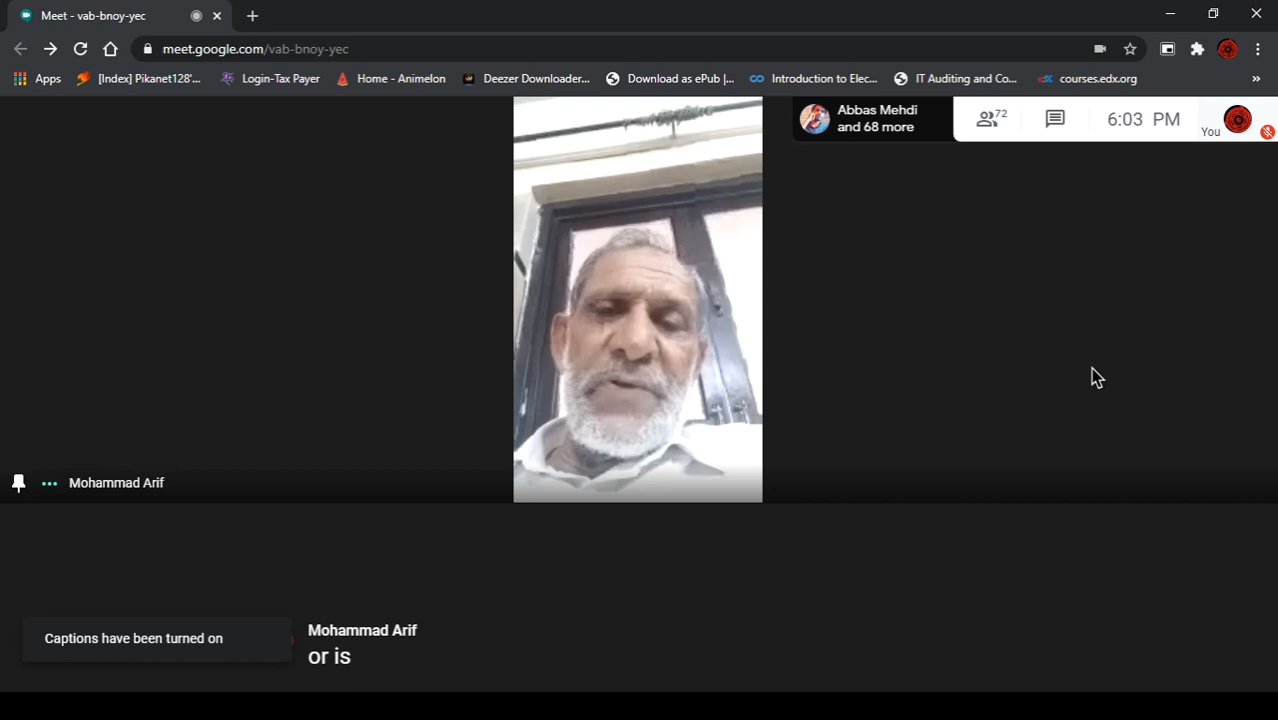 Meet - vab-bnoy-yec
meet.google.com/vab-bnoy-yec
Apps [Index] Pikanet128'... Login-Tax Payer Home - Animelon Deezer Downloader... Download as ePub |... Introduction to Elec... IT Auditing and Co... courses.edx.org
Abbas Mehdi
and 68 more
72
6:03 PM
You
Mohammad Arif
Captions have been turned on
Mohammad Arif
or is